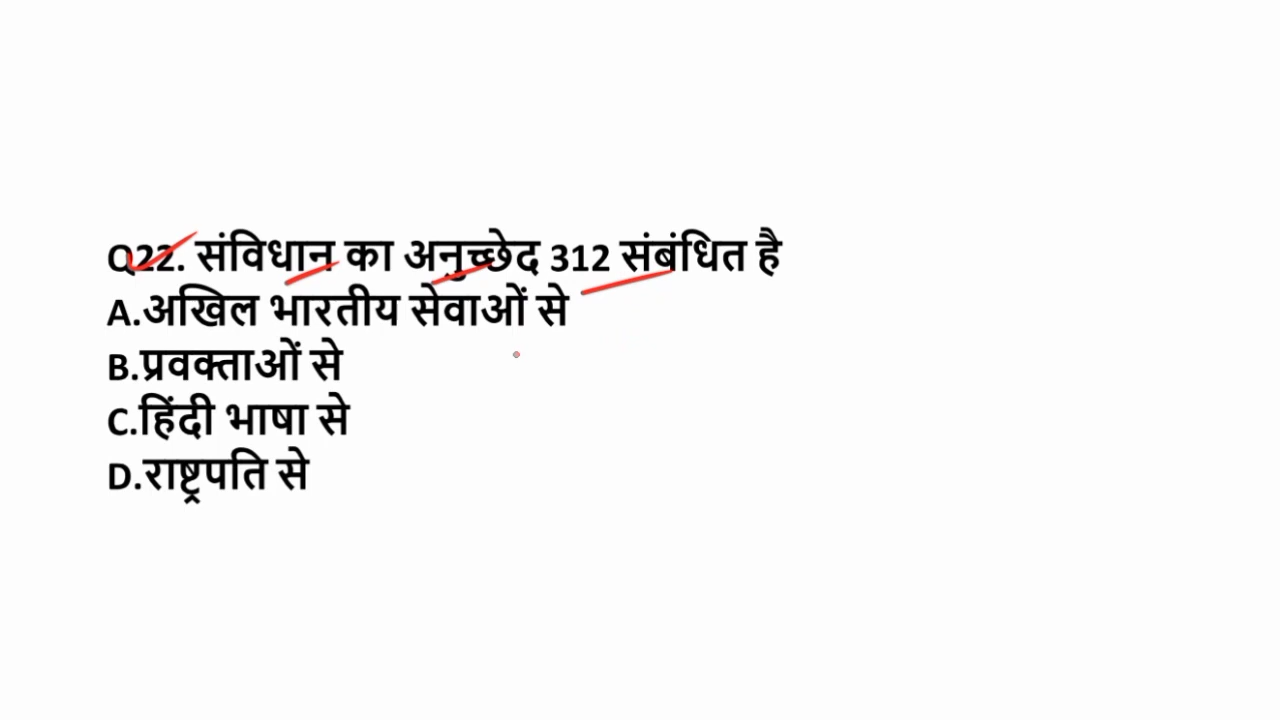 Q22. संविधान का अनुच्छेद 312 संबंधित है
A.अखिल भारतीय सेवाओं से
B.प्रवक्ताओं से
C.हिंदी भाषा से
D.राष्ट्रपति से